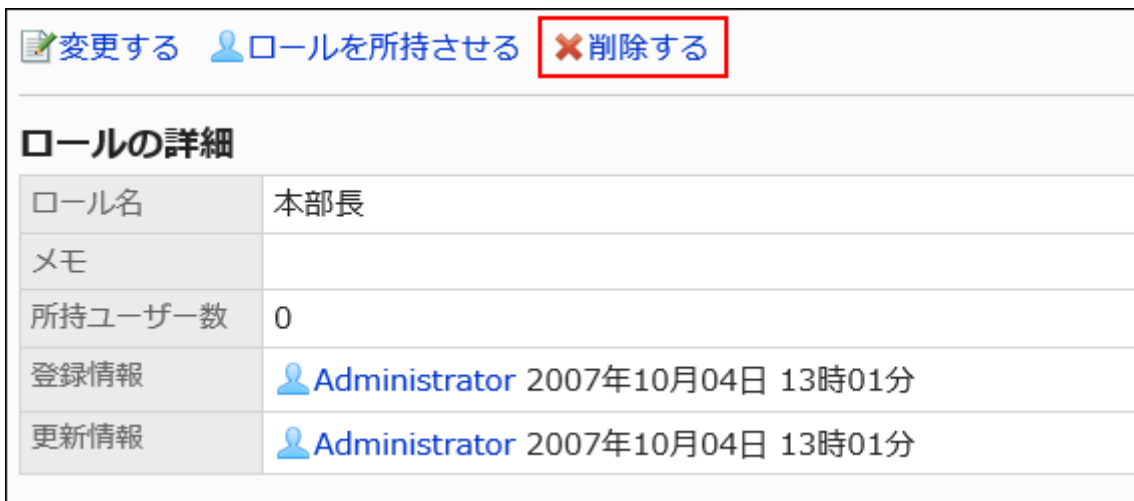 変更する ロールを所持させる 削除する
ロールの詳細
ロール名 本部長
メモ
所持ユーザー数 0
登録情報 Administrator 2007年10月04日 13時01分
更新情報 Administrator 2007年10月04日 13時01分